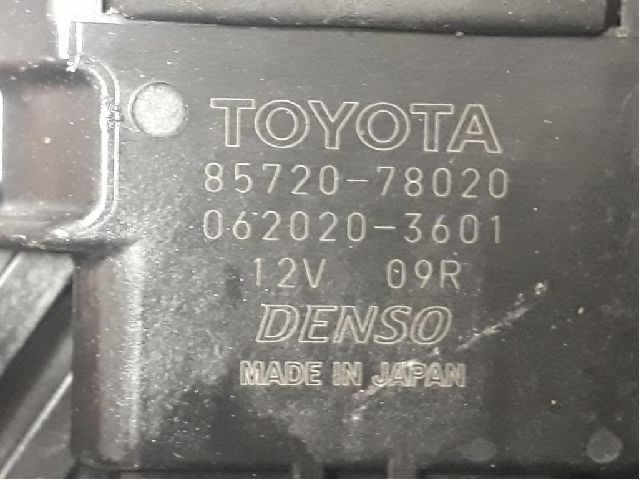 TOYOTA
85720-78020
062020-3601
12V 09R
DENSO
MADE IN JAPAN